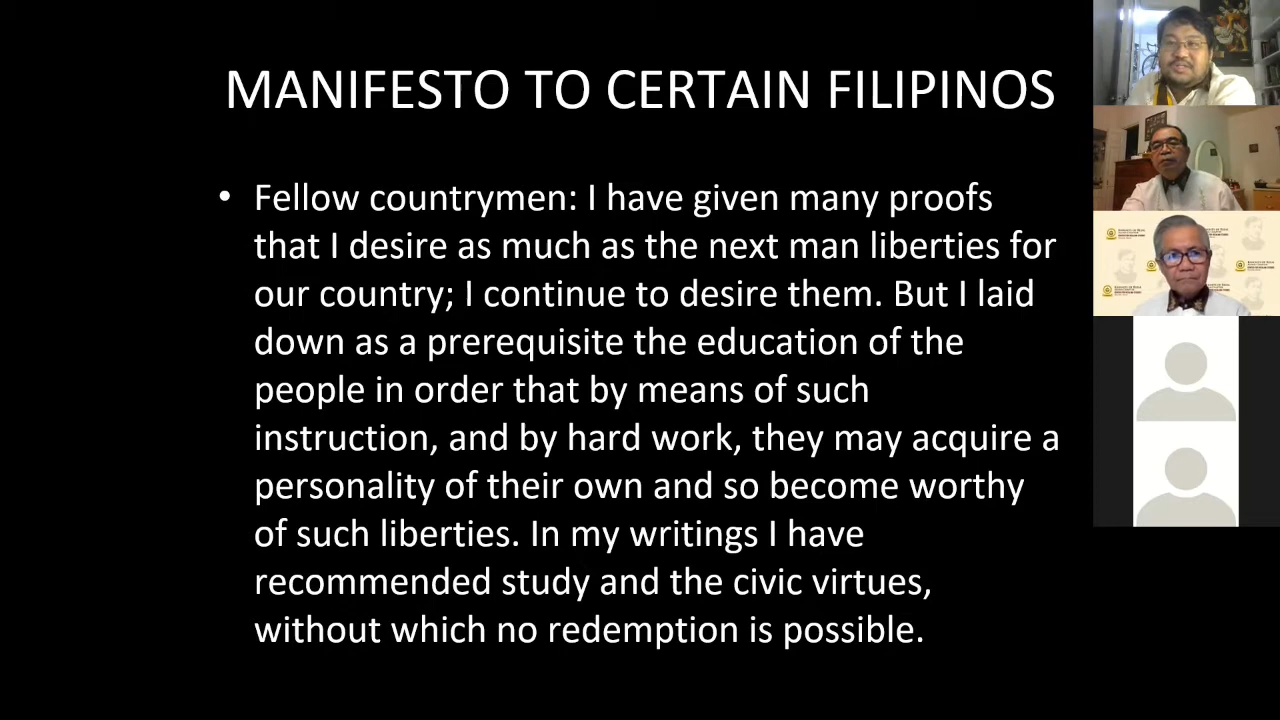 MANIFESTO TO CERTAIN FILIPINOS
• Fellow countrymen: I have given many proofs
that I desire as much as the next man liberties for
our country; I continue to desire them. But I laid
down as a prerequisite the education of the
people in order that by means of such
instruction, and by hard work, they may acquire a
personality of their own and so become worthy
of such liberties. In my writings I have
recommended study and the civic virtues,
without which no redemption is possible.